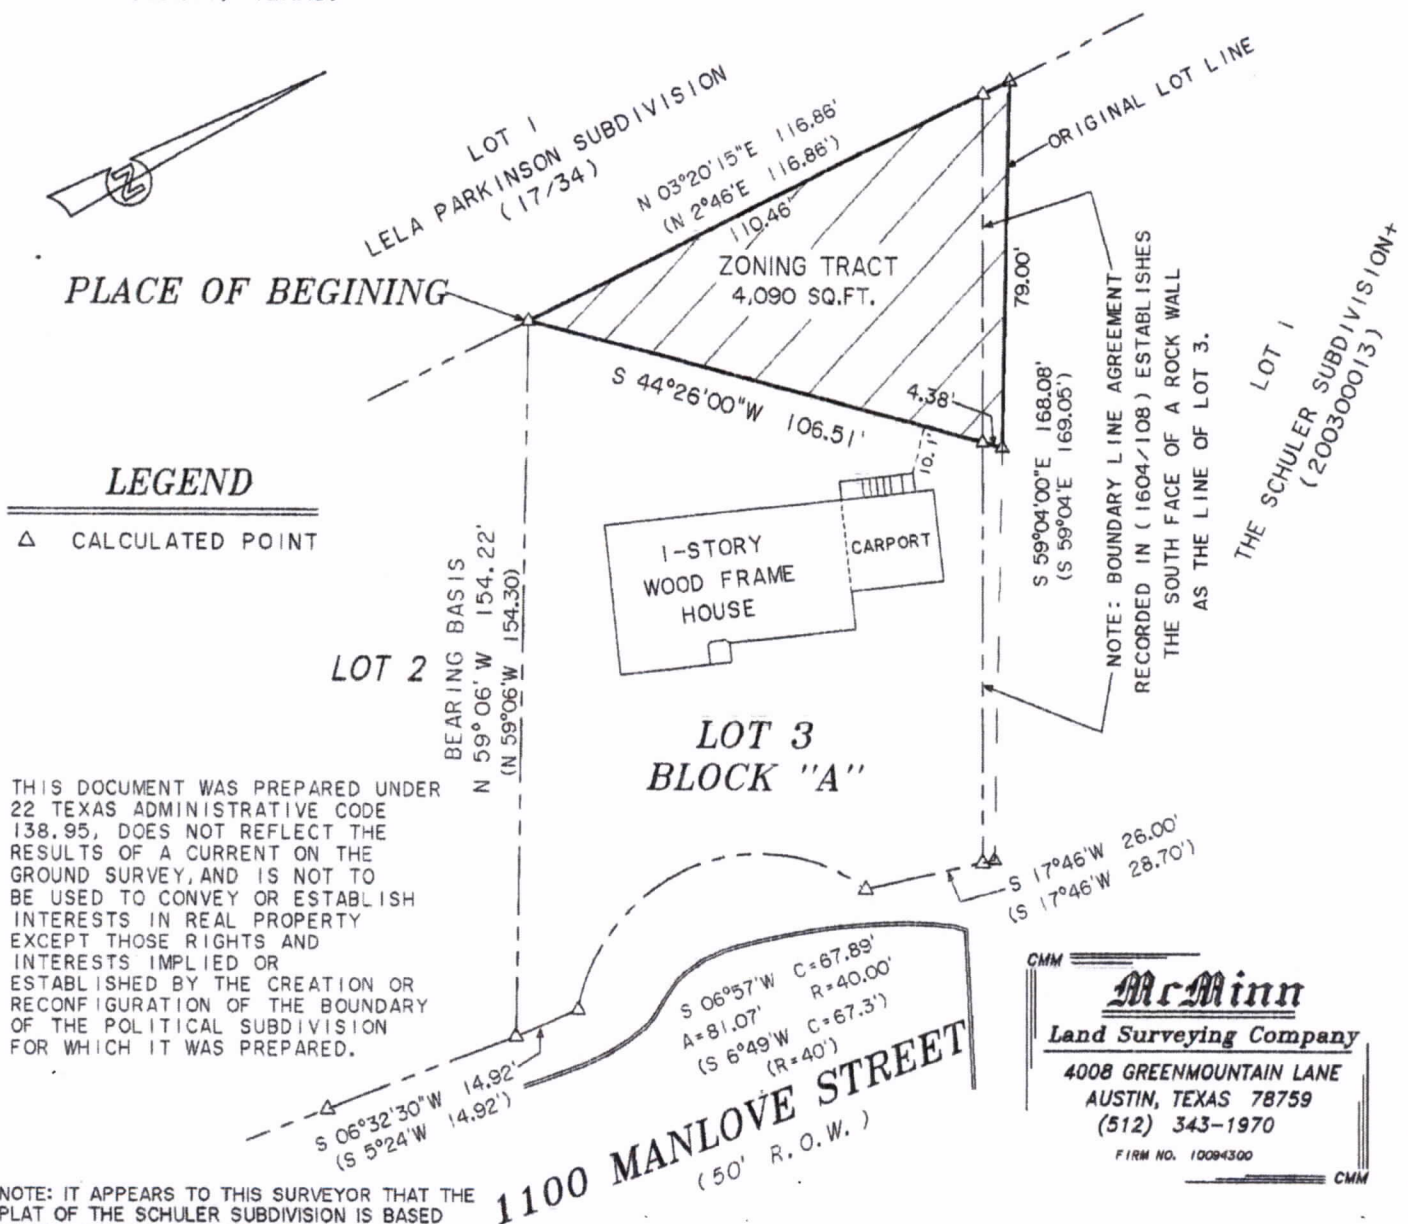 LOT 1
LELA PARKINSON SUBDIVISION
(17/34)
N 03°20'15"E 116.86'
(N 2°46'E 116.86')
110.46'
ORIGINAL LOT LINE
ZONING TRACT
4,090 SQ.FT.
79.00'
PLACE OF BEGINING
S 44°26'00"W 106.51'
4.38'
10.1'
S 59°04'00"E 168.08'
(S 59°04'E 169.05')
NOTE: BOUNDARY LINE AGREEMENT
RECORDED IN (1604/108) ESTABLISHES
THE SOUTH FACE OF A ROCK WALL
AS THE LINE OF LOT 3.
LOT 1
THE SCHULER SUBDIVISION+
(200300013)
LEGEND
△ CALCULATED POINT
1-STORY
WOOD FRAME
HOUSE
CARPORT
LOT 2
BEARING BASIS
N 59°06'W 154.22'
(N 59°06'W 154.30)
LOT 3
BLOCK "A"
THIS DOCUMENT WAS PREPARED UNDER
22 TEXAS ADMINISTRATIVE CODE
138.95, DOES NOT REFLECT THE
RESULTS OF A CURRENT ON THE
GROUND SURVEY, AND IS NOT TO
BE USED TO CONVEY OR ESTABLISH
INTERESTS IN REAL PROPERTY
EXCEPT THOSE RIGHTS AND
INTERESTS IMPLIED OR
ESTABLISHED BY THE CREATION OR
RECONFIGURATION OF THE BOUNDARY
OF THE POLITICAL SUBDIVISION
FOR WHICH IT WAS PREPARED.
S 17°46'W 26.00'
(S 17°46'W 28.70')
S 06°57'W C=67.89'
A=81.07' R=40.00'
(S 6°49'W C=67.3')
(R=40')
S 06°32'30"W 14.92'
(S 5°24'W 14.92')
1100 MANLOVE STREET
(50' R.O.W.)
CMM
McMinn
Land Surveying Company
4008 GREENMOUNTAIN LANE
AUSTIN, TEXAS 78759
(512) 343-1970
FIRM NO. 10094300
CMM
NOTE: IT APPEARS TO THIS SURVEYOR THAT THE
PLAT OF THE SCHULER SUBDIVISION IS BASED